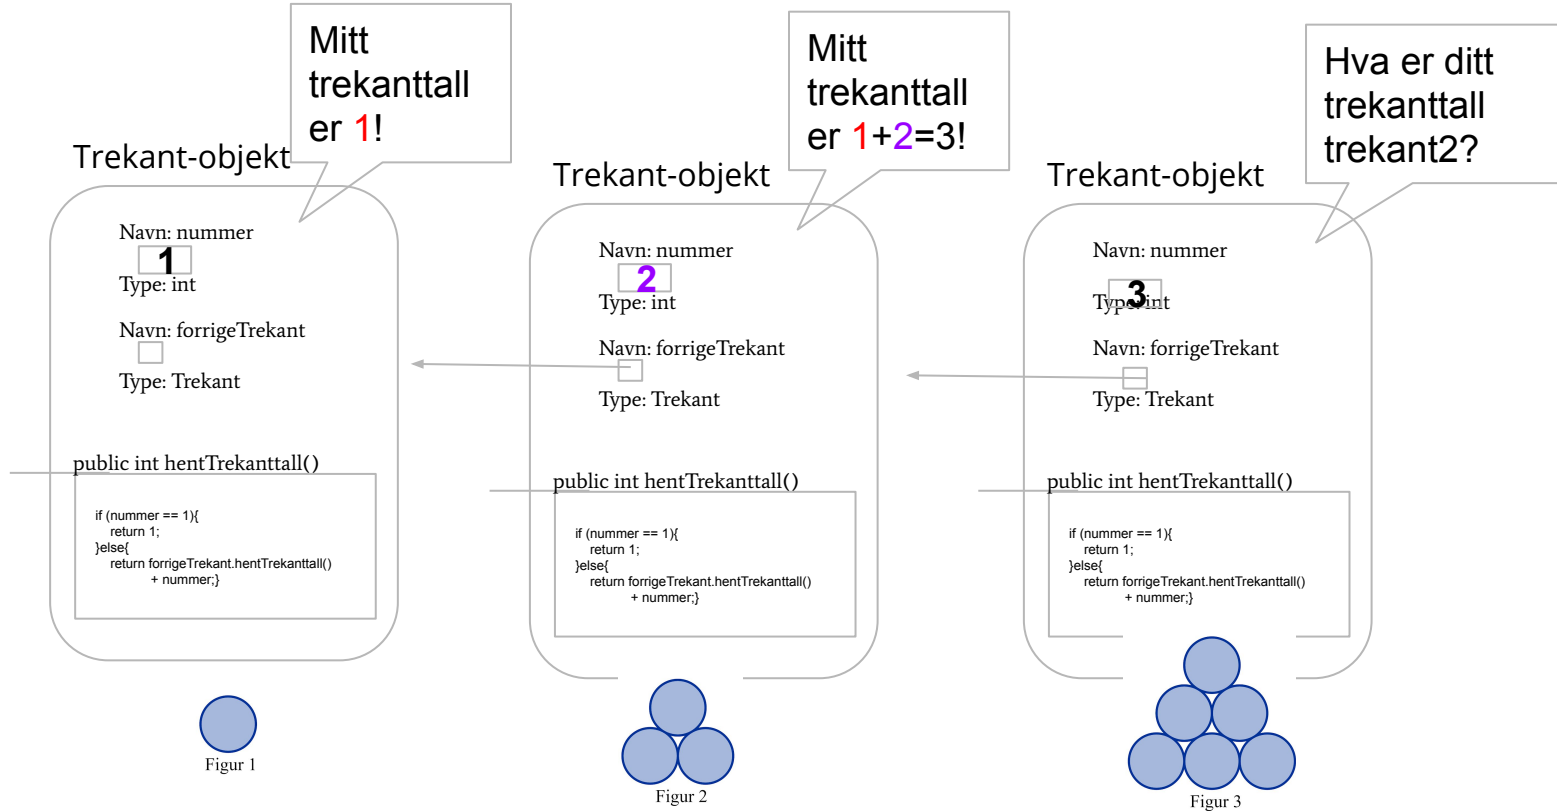 Mitt
trekanttall
er 1!
Trekant-objekt
Navn: nummer
1
Type: int
Navn: forrigeTrekant
Type: Trekant
public int hentTrekanttall()
if (nummer == 1){
return 1;
}else{
return forrigeTrekant.hentTrekanttall()
+ nummer;}
Figur 1
Mitt
trekanttall
er 1+2=3!
Trekant-objekt
Navn: nummer
2
Type: int
Navn: forrigeTrekant
Type: Trekant
public int hentTrekanttall()
if (nummer == 1){
return 1;
}else{
return forrigeTrekant.hentTrekanttall()
+ nummer;}
Figur 2
Hva er ditt
trekanttall
trekant2?
Trekant-objekt
Navn: nummer
3
Type: int
Navn: forrigeTrekant
Type: Trekant
public int hentTrekanttall()
if (nummer == 1){
return 1;
}else{
return forrigeTrekant.hentTrekanttall()
+ nummer;}
Figur 3